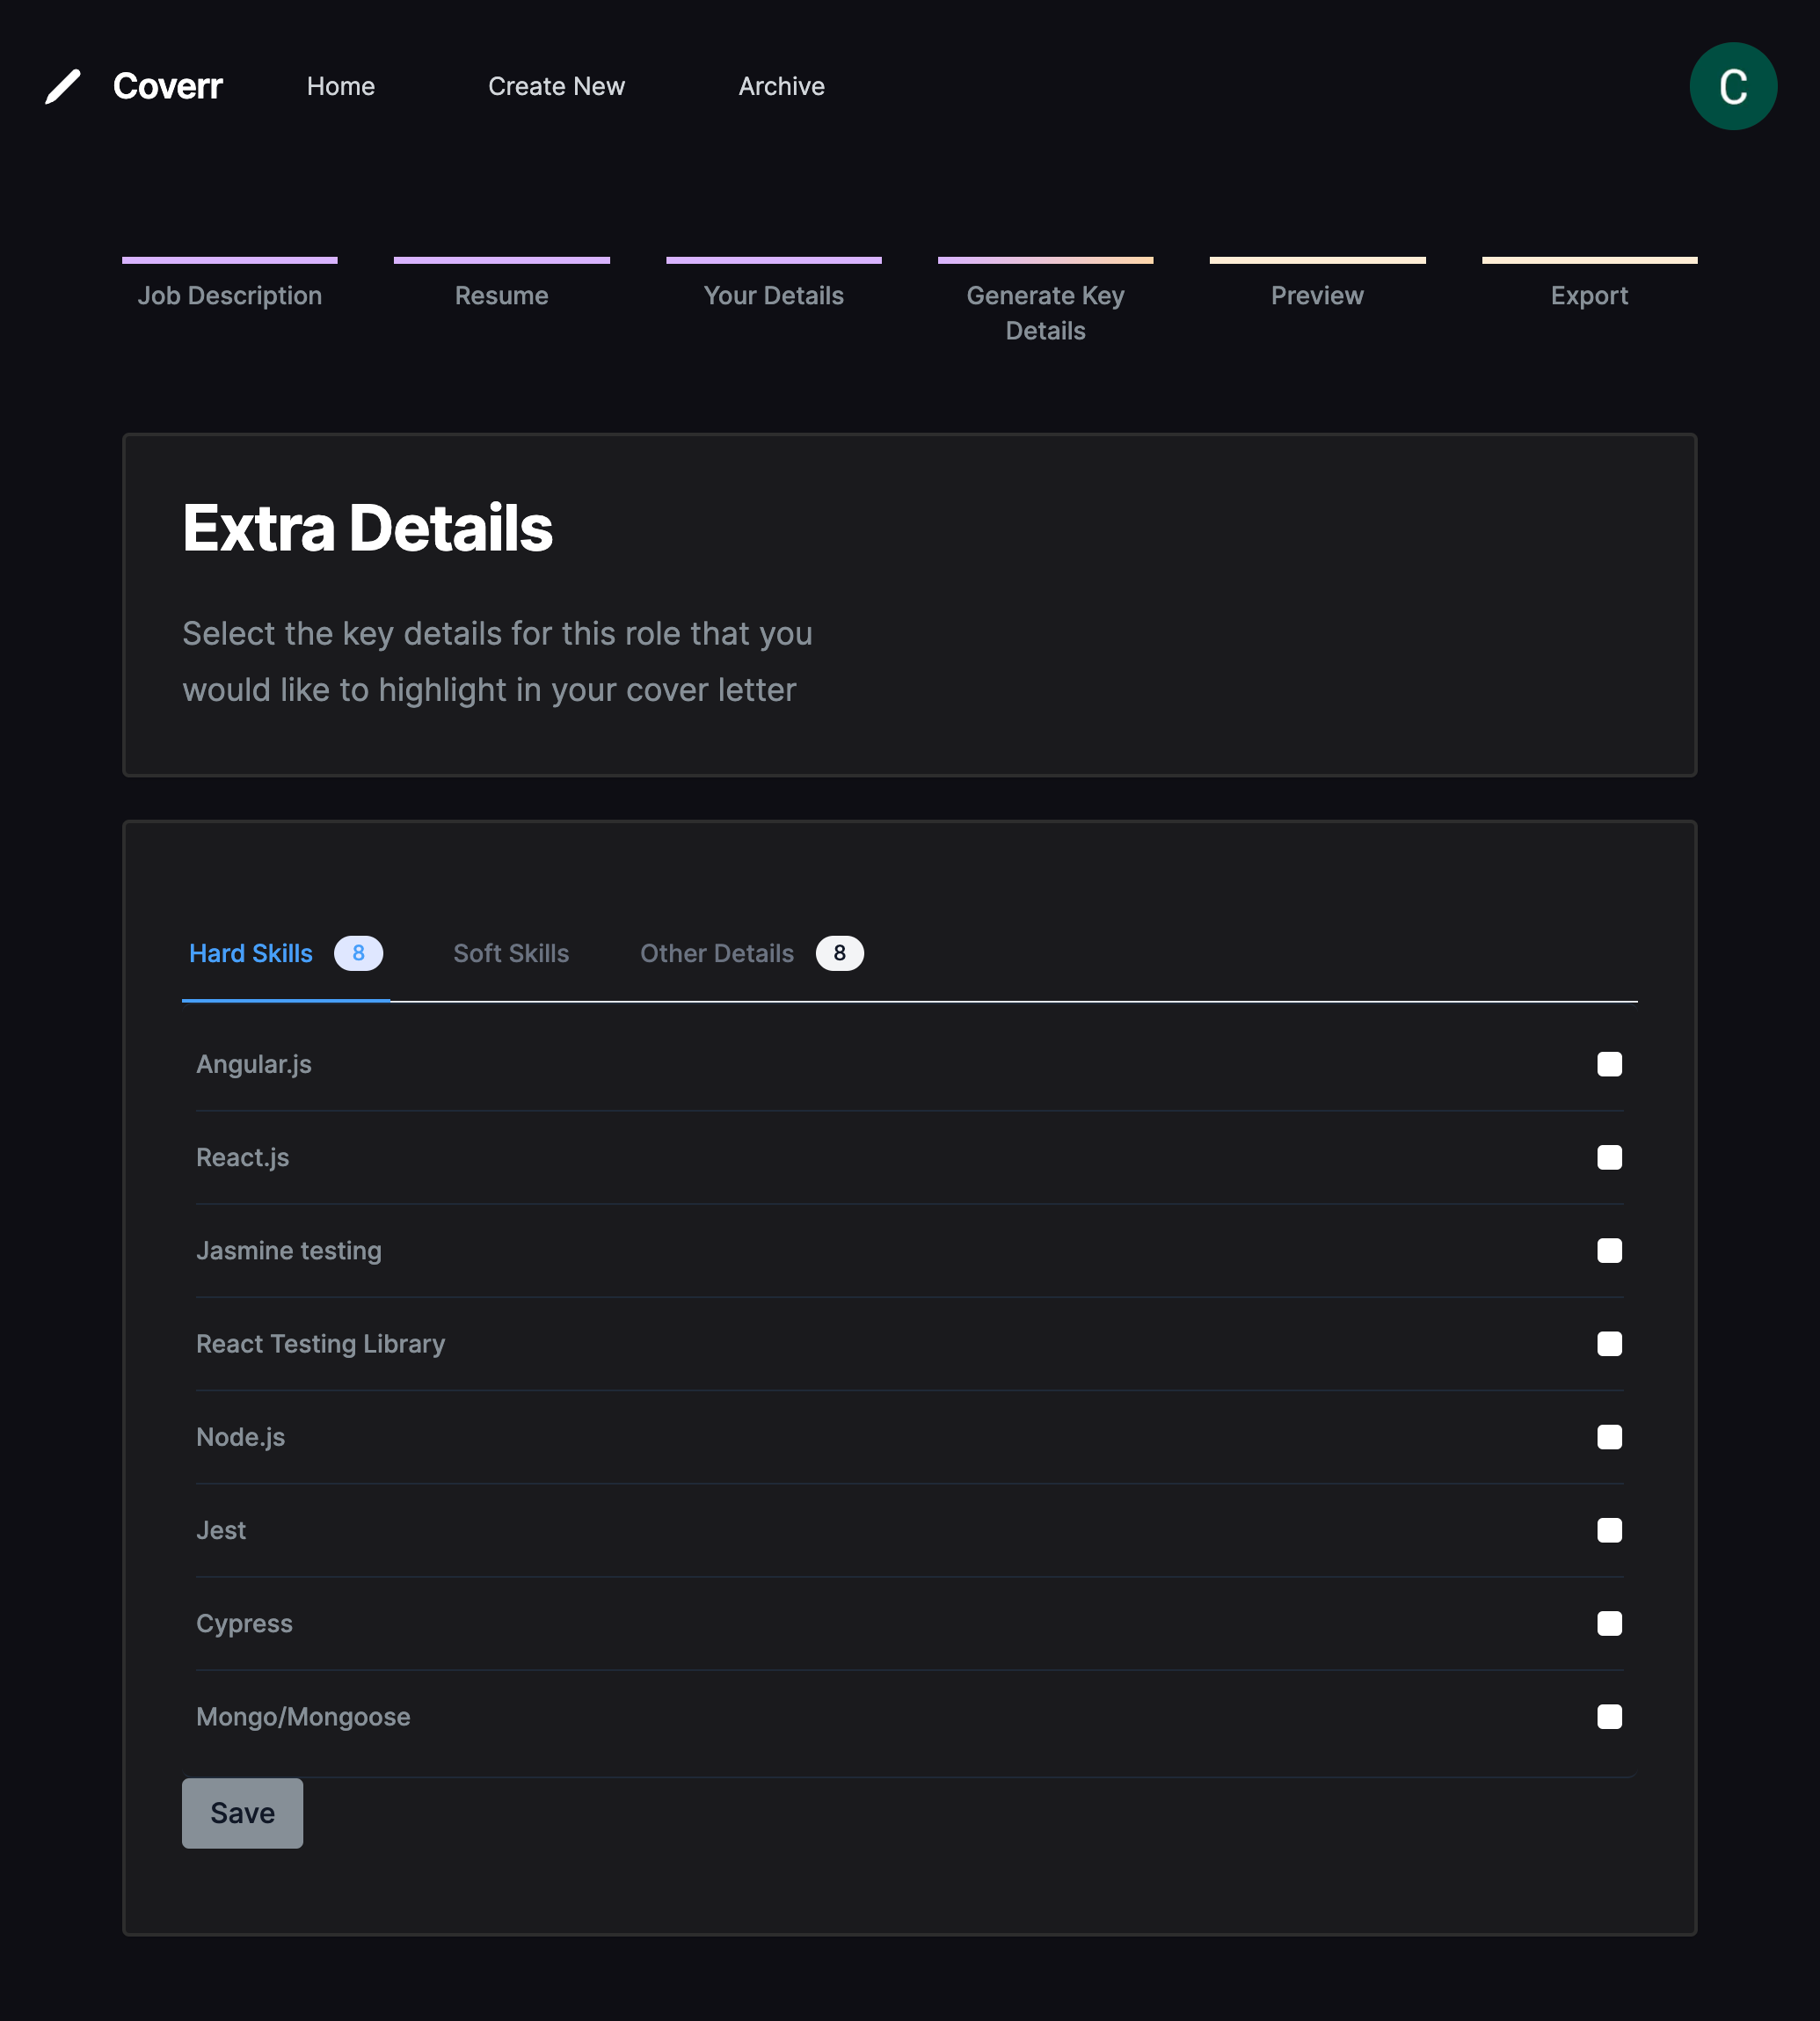 Coverr
Home
Create New
Archive
C
Job Description
Resume
Your Details
Generate Key
Details
Preview
Export
Extra Details
Select the key details for this role that you
would like to highlight in your cover letter
Hard Skills 8
Soft Skills
Other Details 8
Angular.js
React.js
Jasmine testing
React Testing Library
Node.js
Jest
Cypress
Mongo/Mongoose
Save